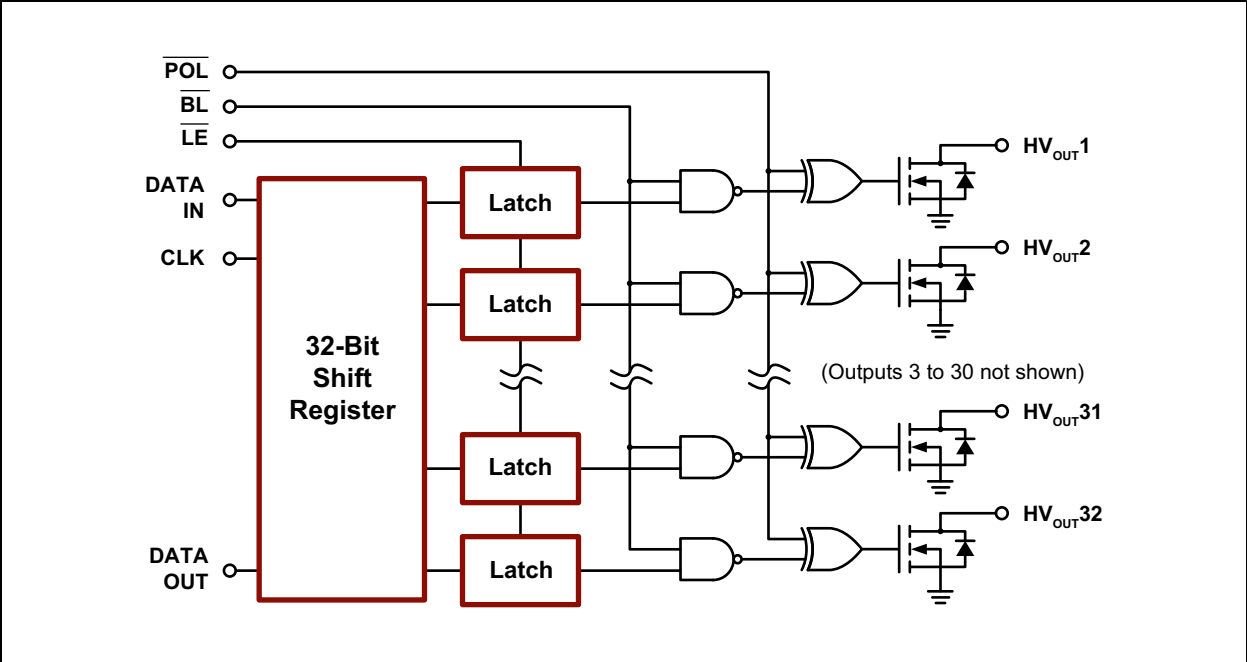 POL
BL
LE
DATA
IN
CLK
32-Bit
Shift
Register
DATA
OUT
Latch
Latch
Latch
Latch
HVOUT1
HVOUT2
(Outputs 3 to 30 not shown)
HVOUT31
HVOUT32